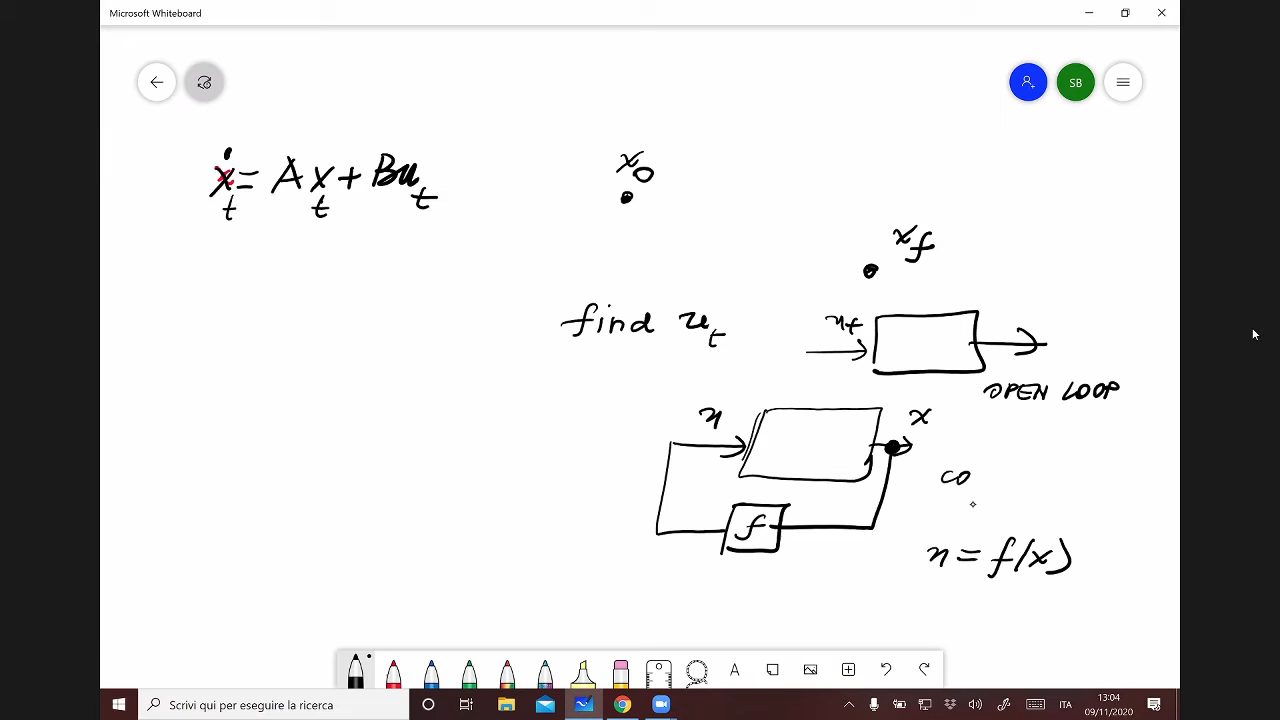 Microsoft Whiteboard
SB
ẋₜ = Axₜ + Buₜ
x₀
x_f
find uₜ
uₜ
OPEN LOOP
u
x
co
f
u = f(x)
A
Scrivi qui per eseguire la ricerca
ITA
13:04
09/11/2020